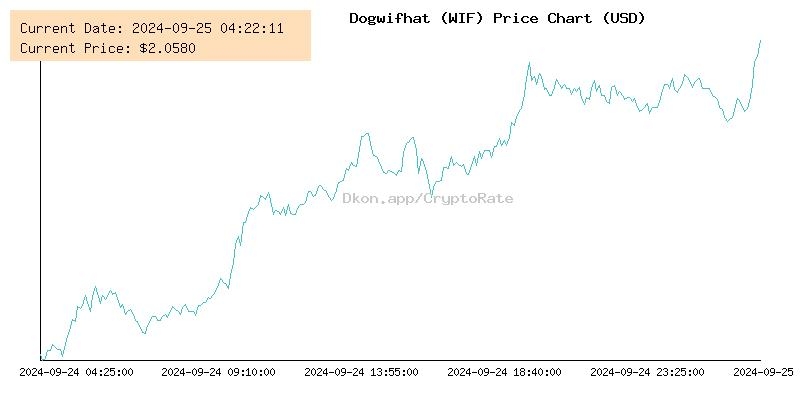 Dogwifhat (WIF) Price Chart (USD)
Current Date: 2024-09-25 04:22:11
Current Price: $2.0580
Dkon.app/CryptoRate
2024-09-24 04:25:00 2024-09-24 09:10:00 2024-09-24 13:55:00 2024-09-24 18:40:00 2024-09-24 23:25:00 2024-09-25